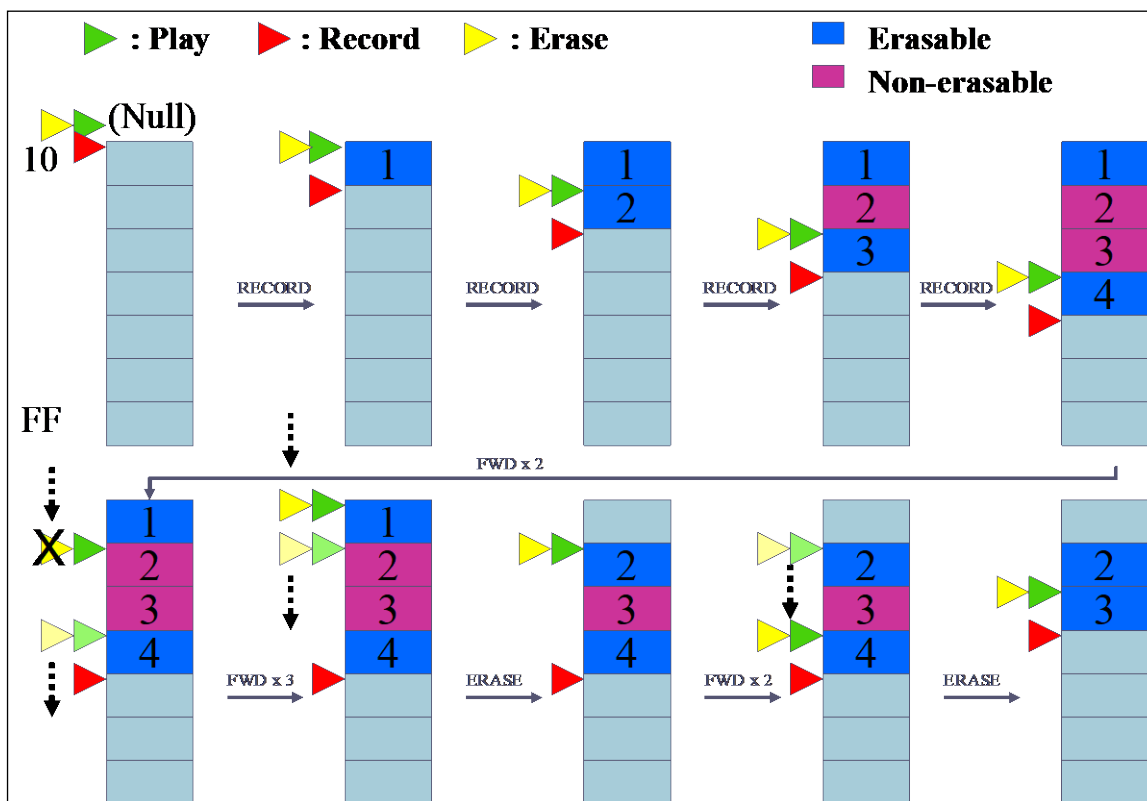 : Play : Record : Erase Erasable
Non-erasable
(Null)
10
1 1 1 1
2 2 2
3 3
4
RECORD RECORD RECORD RECORD
FF
FWD x 2
1 1
2 2 2 2 2
3 3 3 3 3
4 4 4 4
X
FWD x 3 ERASE FWD x 2 ERASE